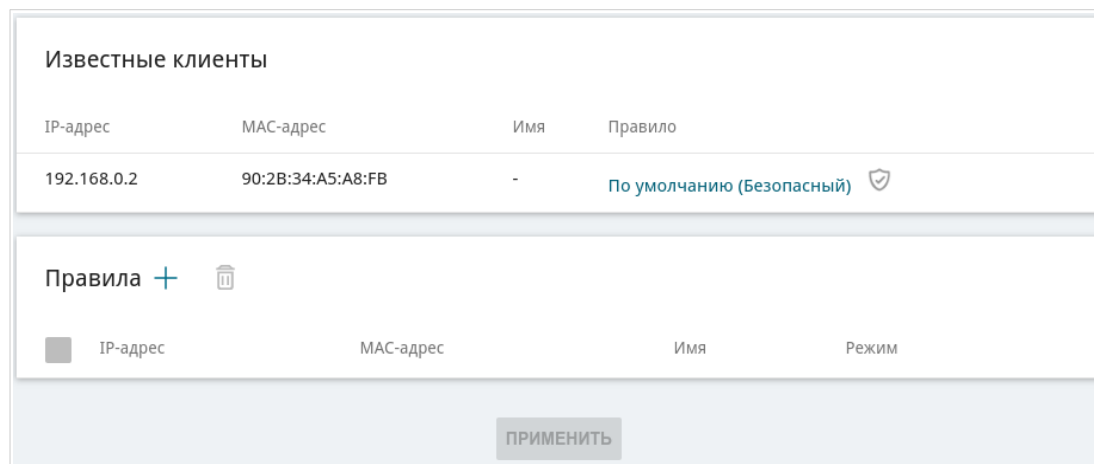 Известные клиенты
IP-адрес MAC-адрес Имя Правило
192.168.0.2 90:2B:34:A5:A8:FB - По умолчанию (Безопасный)
Правила
IP-адрес MAC-адрес Имя Режим
ПРИМЕНИТЬ